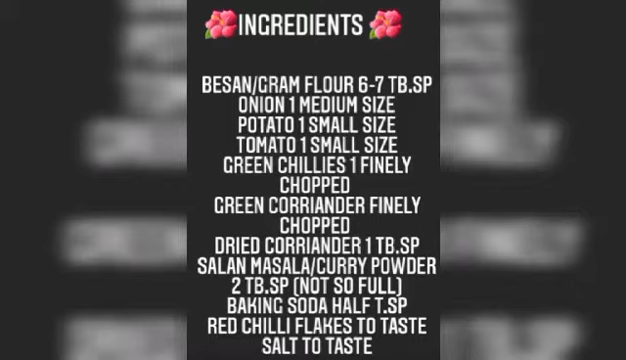 INGREDIENTS
BESAN/GRAM FLOUR 6-7 TB.SP
ONION 1 MEDIUM SIZE
POTATO 1 SMALL SIZE
TOMATO 1 SMALL SIZE
GREEN CHILLIES 1 FINELY
CHOPPED
GREEN CORRIANDER FINELY
CHOPPED
DRIED CORRIANDER 1 TB.SP
SALAN MASALA/CURRY POWDER
2 TB.SP (NOT SO FULL)
BAKING SODA HALF T.SP
RED CHILLI FLAKES TO TASTE
SALT TO TASTE